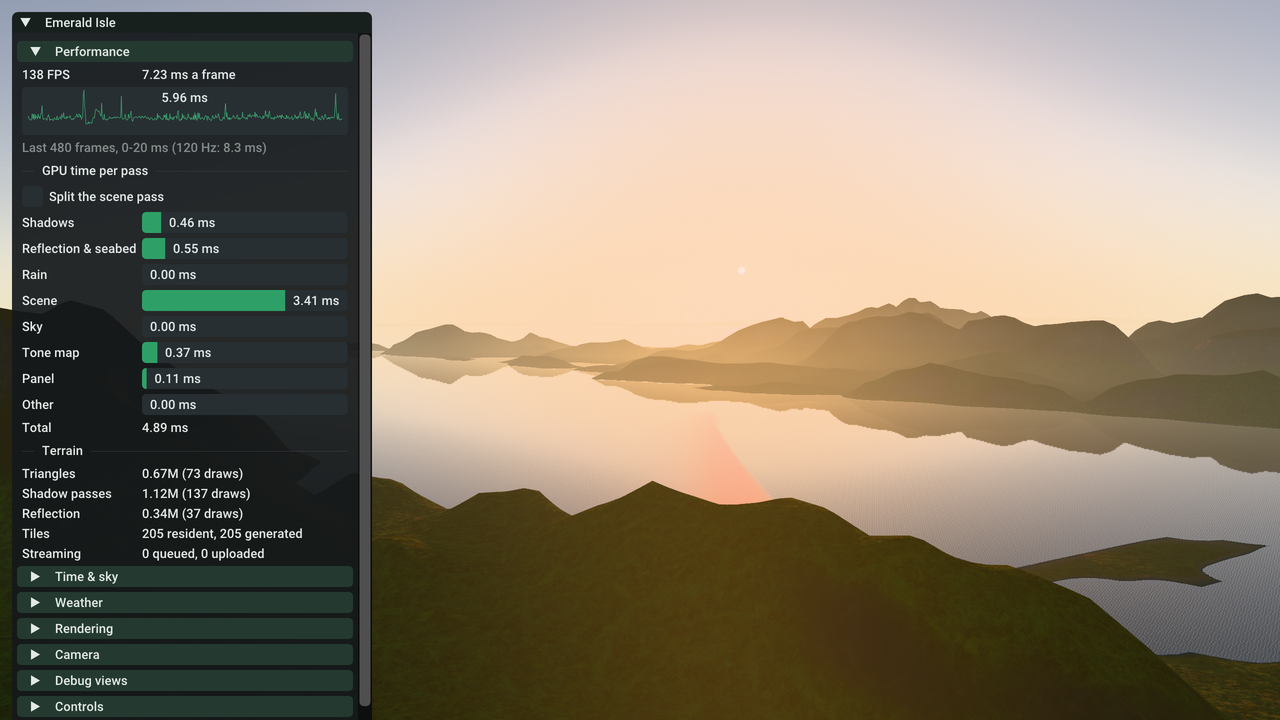 Emerald Isle
Performance
138 FPS 7.23 ms a frame
5.96 ms
Last 480 frames, 0-20 ms (120 Hz: 8.3 ms)
GPU time per pass
Split the scene pass
Shadows 0.46 ms
Reflection & seabed 0.55 ms
Rain 0.00 ms
Scene 3.41 ms
Sky 0.00 ms
Tone map 0.37 ms
Panel 0.11 ms
Other 0.00 ms
Total 4.89 ms
Terrain
Triangles 0.67M (73 draws)
Shadow passes 1.12M (137 draws)
Reflection 0.34M (37 draws)
Tiles 205 resident, 205 generated
Streaming 0 queued, 0 uploaded
Time & sky
Weather
Rendering
Camera
Debug views
Controls